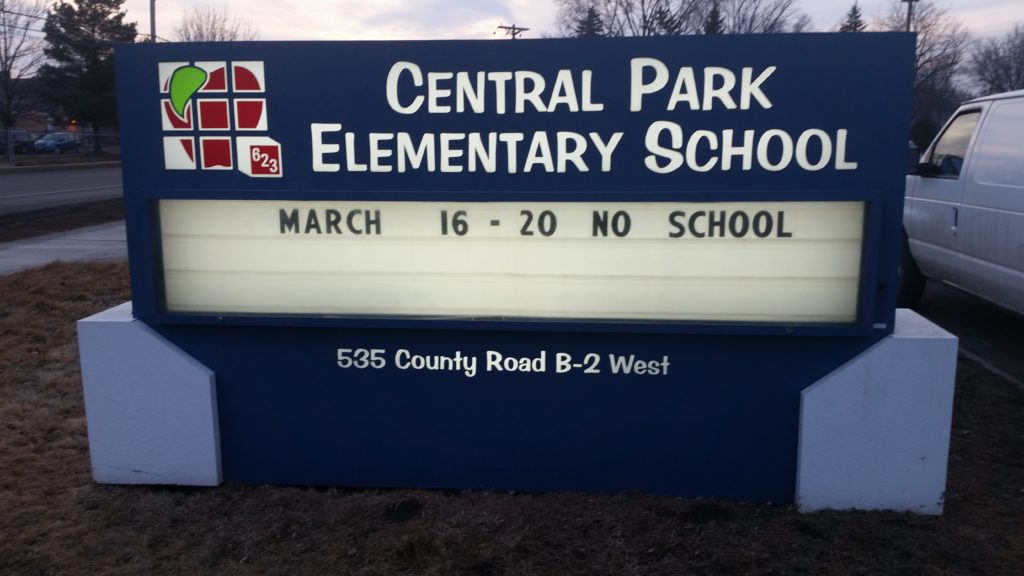 CENTRAL PARK
ELEMENTARY SCHOOL
623
MARCH 16 - 20 NO SCHOOL
535 County Road B-2 West